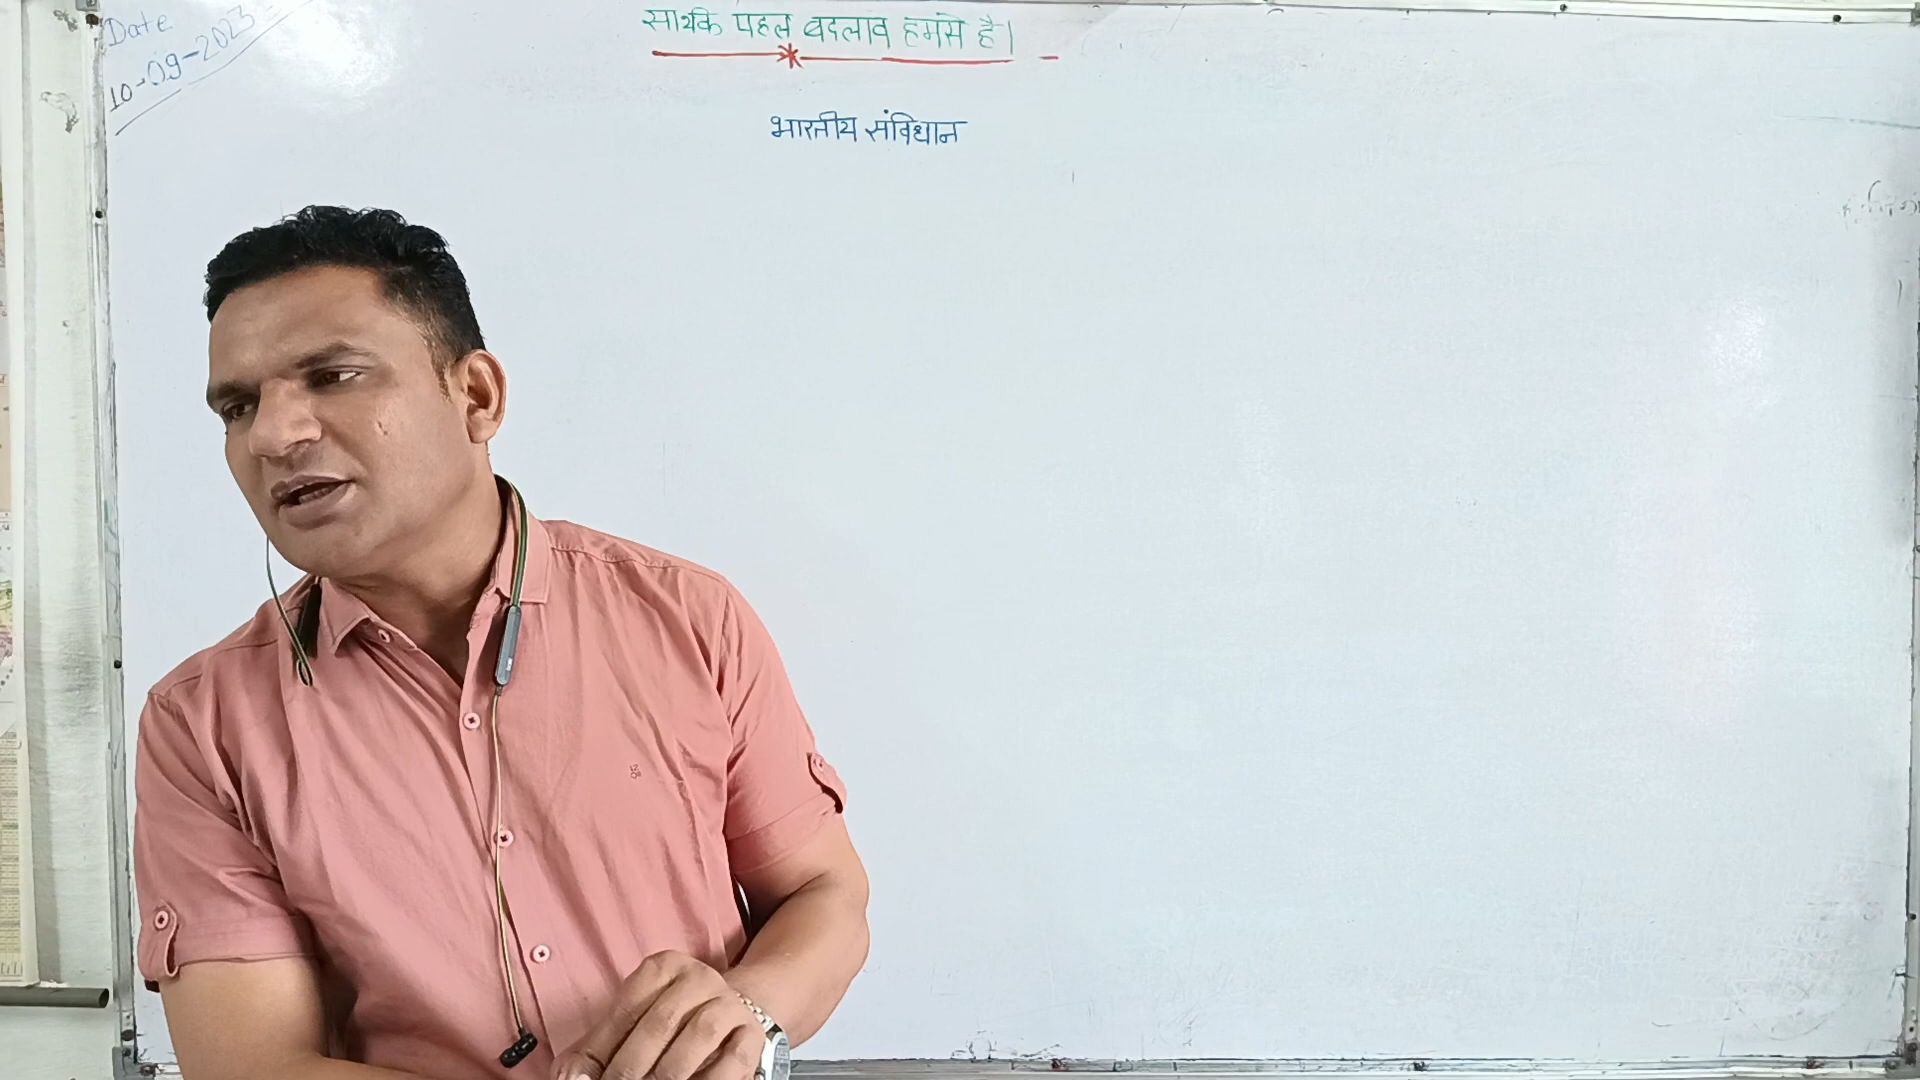 Date
10-09-2023
सार्थक पहल बदलाव हमसे है।
भारतीय संविधान